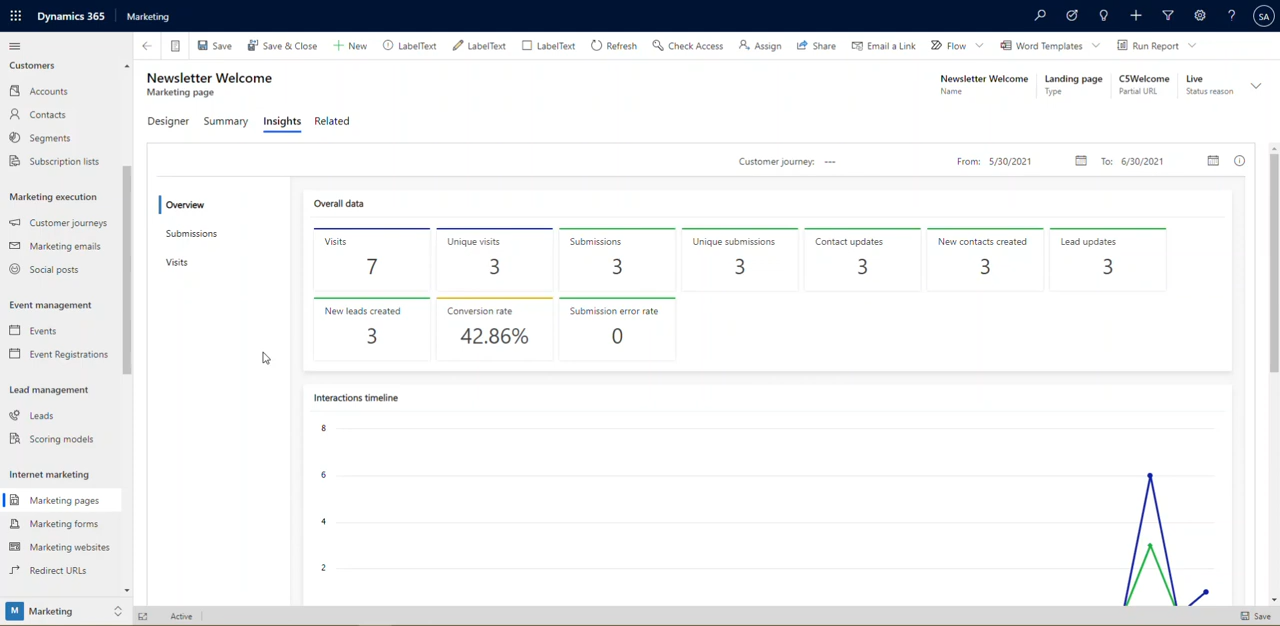 Dynamics 365 Marketing SA
Save Save & Close New LabelText LabelText LabelText Refresh Check Access Assign Share Email a Link Flow Word Templates Run Report
Customers
Accounts
Contacts
Segments
Subscription lists
Marketing execution
Customer journeys
Marketing emails
Social posts
Event management
Events
Event Registrations
Lead management
Leads
Scoring models
Internet marketing
Marketing pages
Marketing forms
Marketing websites
Redirect URLs
M Marketing
Newsletter Welcome
Marketing page
Newsletter Welcome Landing page C5Welcome Live
Name Type Partial URL Status reason
Designer Summary Insights Related
Customer journey: --- From: 5/30/2021 To: 6/30/2021
Overview
Submissions
Visits
Overall data
Visits Unique visits Submissions Unique submissions Contact updates New contacts created Lead updates
7 3 3 3 3 3 3
New leads created Conversion rate Submission error rate
3 42.86% 0
Interactions timeline
8
6
4
2
Active Save